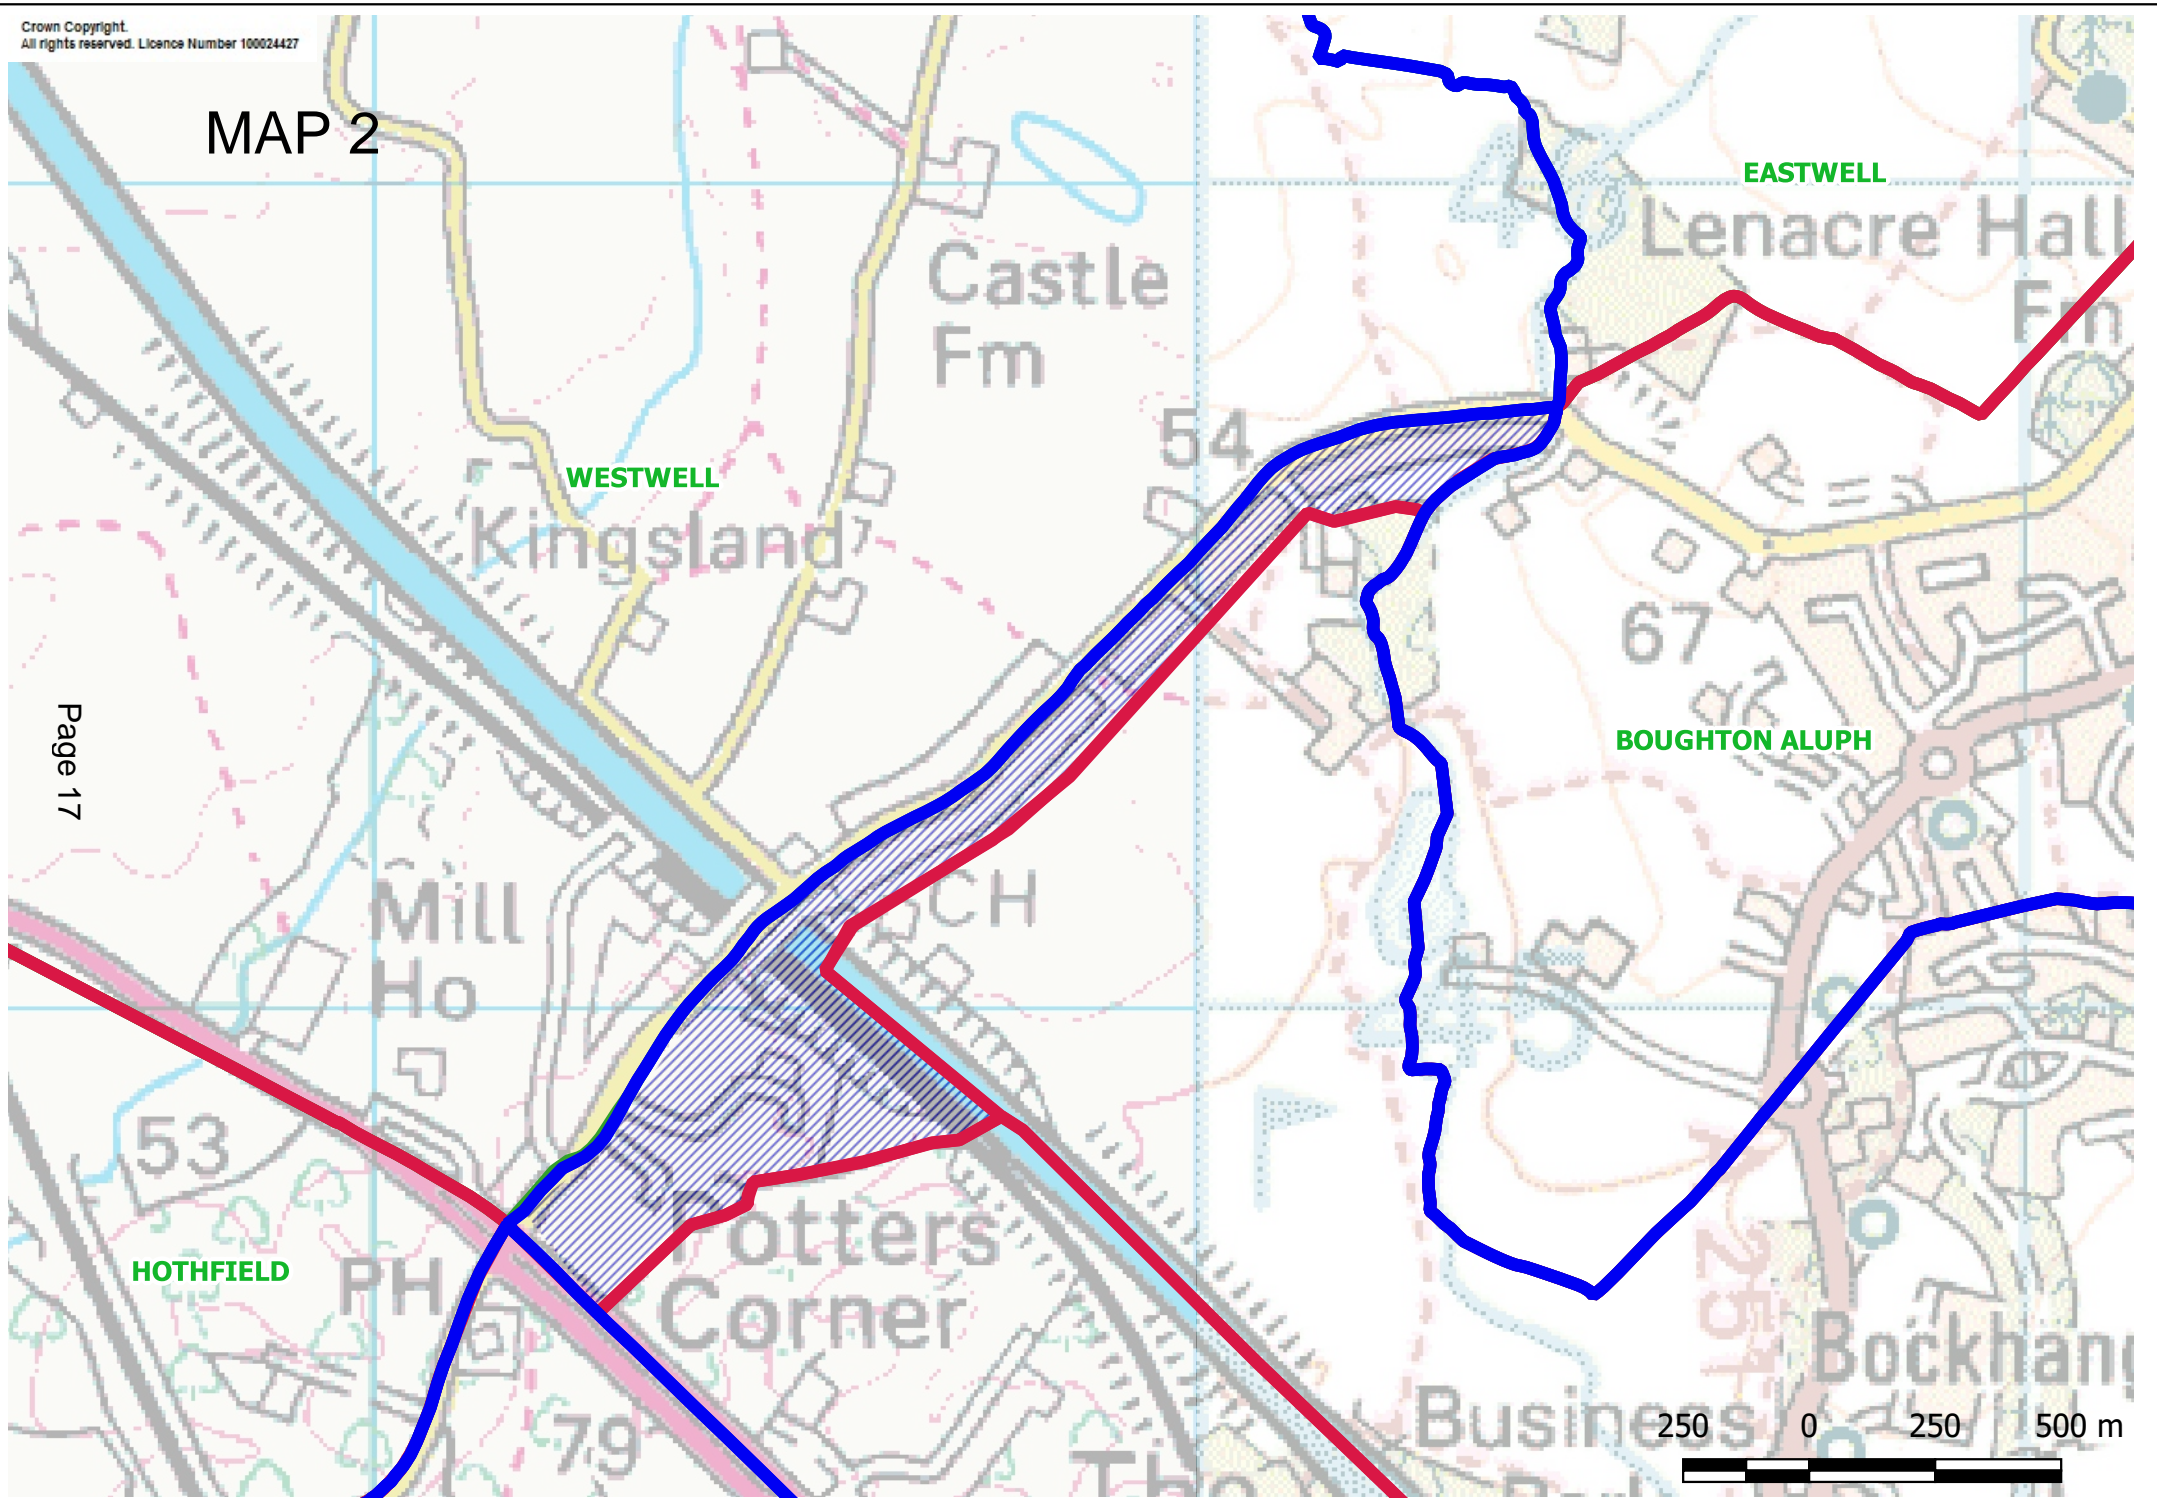 Crown Copyright.
All rights reserved. Licence Number 100024427
MAP 2
EASTWELL
Lenacre Hall
Fm
Castle
Fm
54
WESTWELL
Kingsland
67
Page 17
BOUGHTON ALUPH
CH
Mill
Ho
45
53
Potters
Corner
HOTHFIELD
PH
251
Bockhang
Business
79
250 0 250 500 m